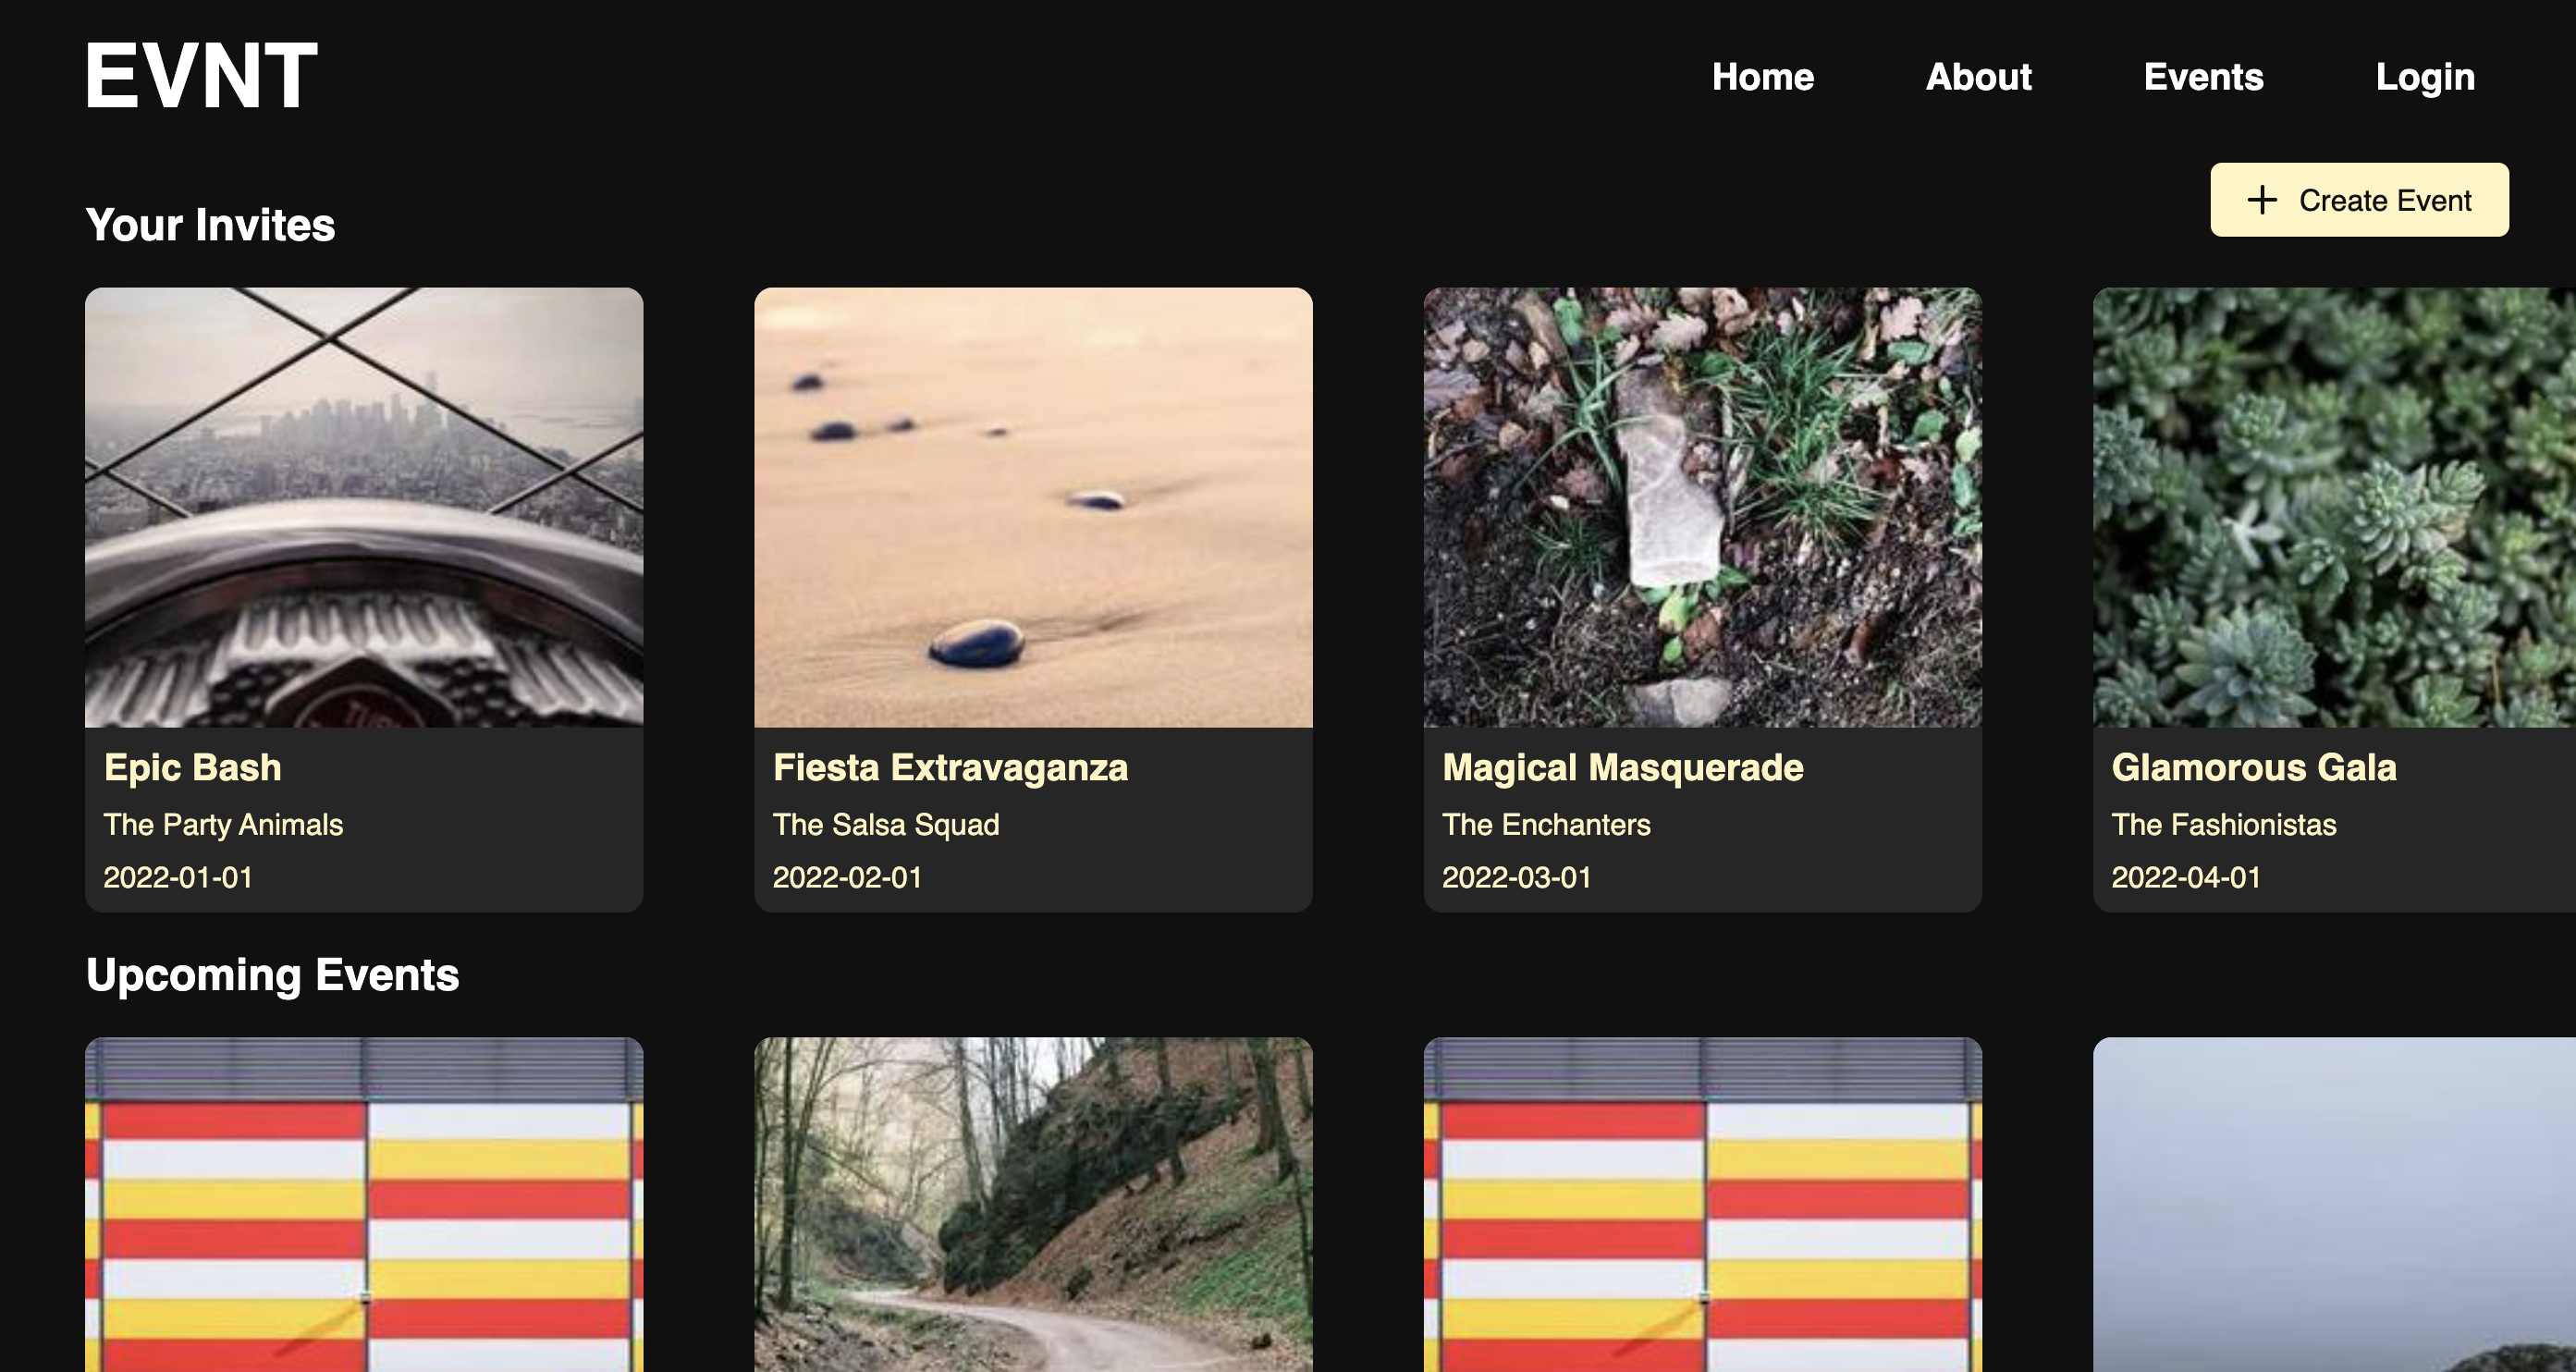 EVNT
Home About Events Login
Create Event
Your Invites
Epic Bash
The Party Animals
2022-01-01
Fiesta Extravaganza
The Salsa Squad
2022-02-01
Magical Masquerade
The Enchanters
2022-03-01
Glamorous Gala
The Fashionistas
2022-04-01
Upcoming Events